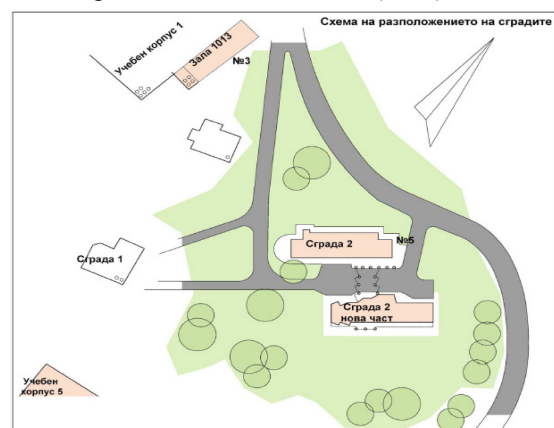 Схема на разположението на сградите
Учебен корпус 1
Зала 1013
№3
Сграда 2
№5
Сграда 1
Сграда 2
нова част
Учебен
корпус 5